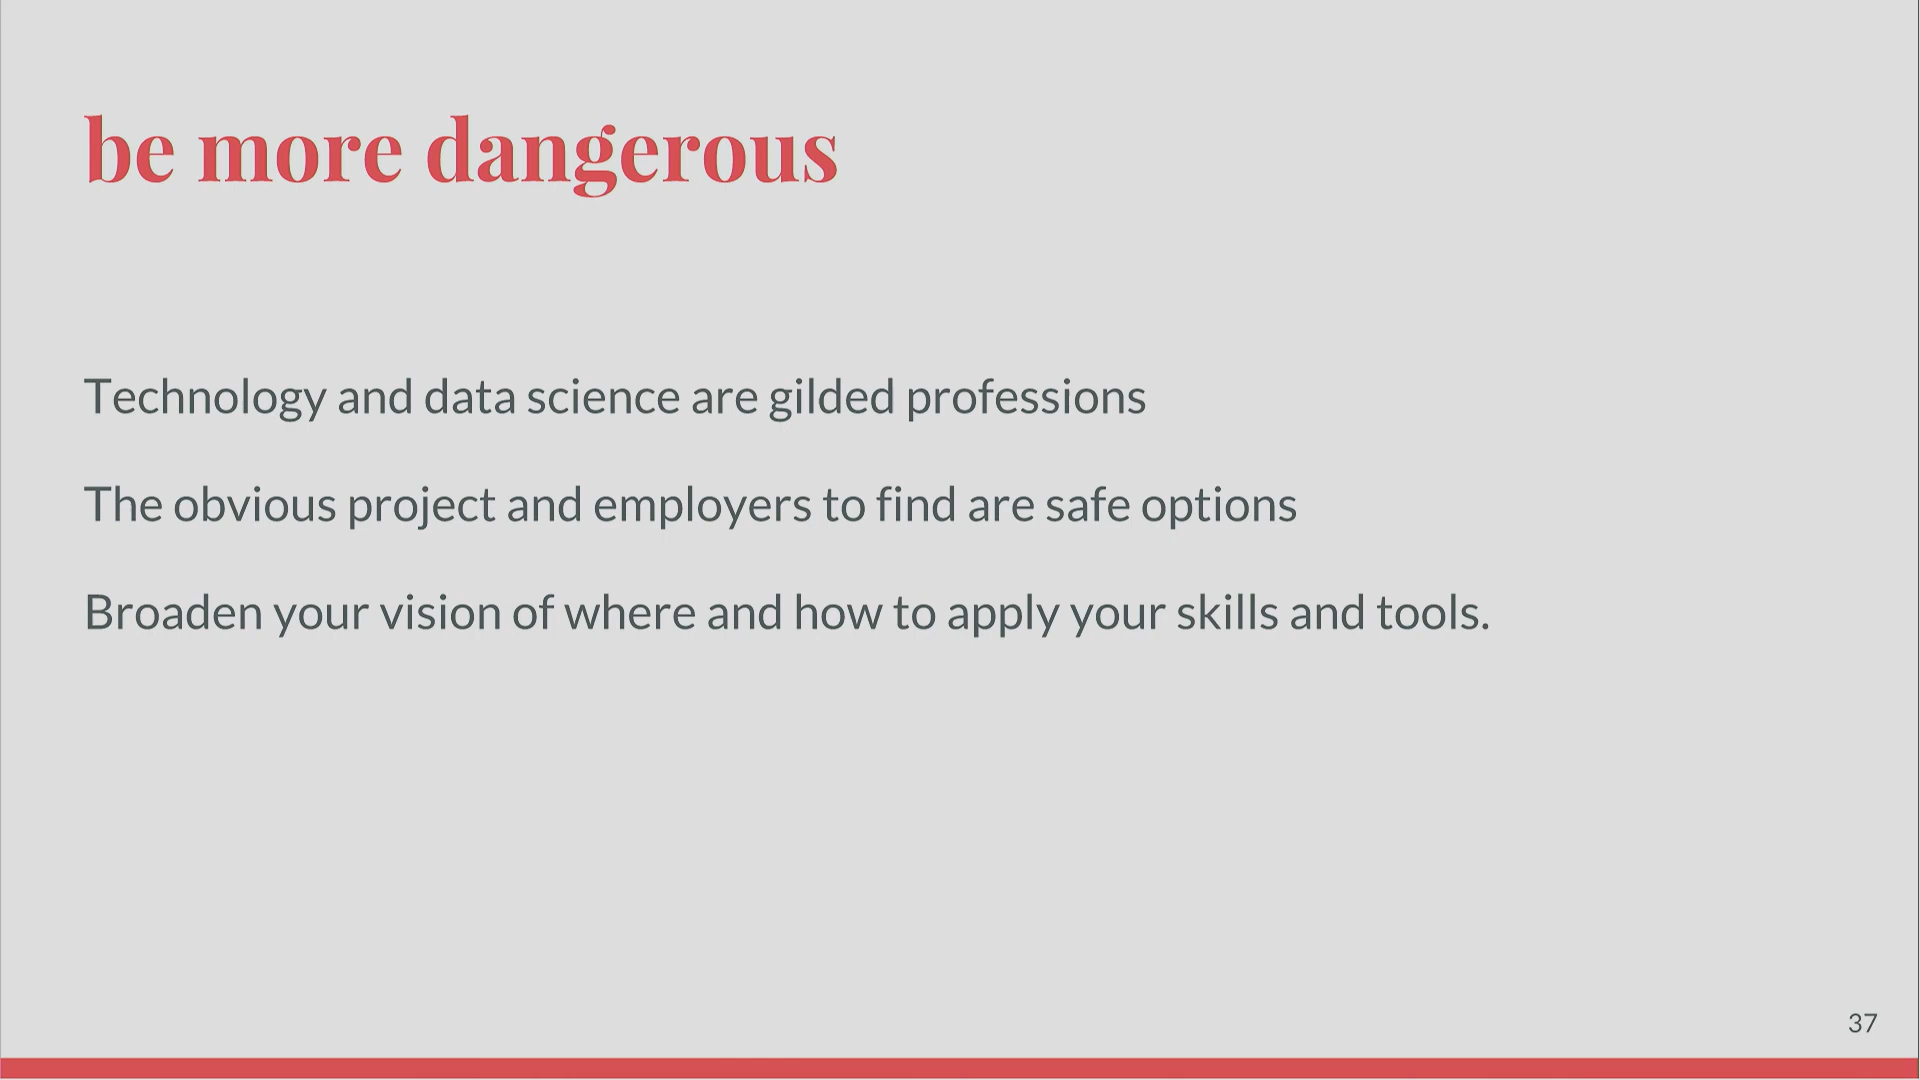 be more dangerous
Technology and data science are gilded professions
The obvious project and employers to find are safe options
Broaden your vision of where and how to apply your skills and tools.
37